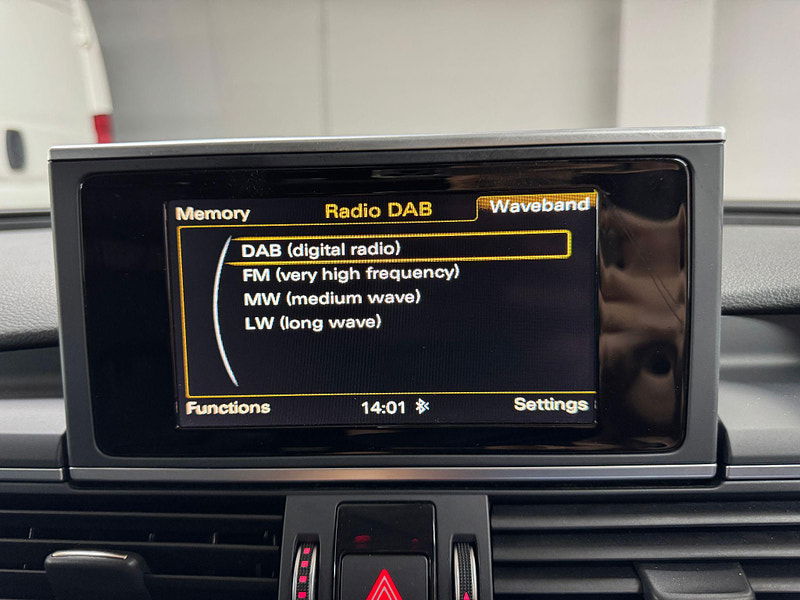 Memory Radio DAB Waveband
DAB (digital radio)
FM (very high frequency)
MW (medium wave)
LW (long wave)
Functions 14:01 Settings